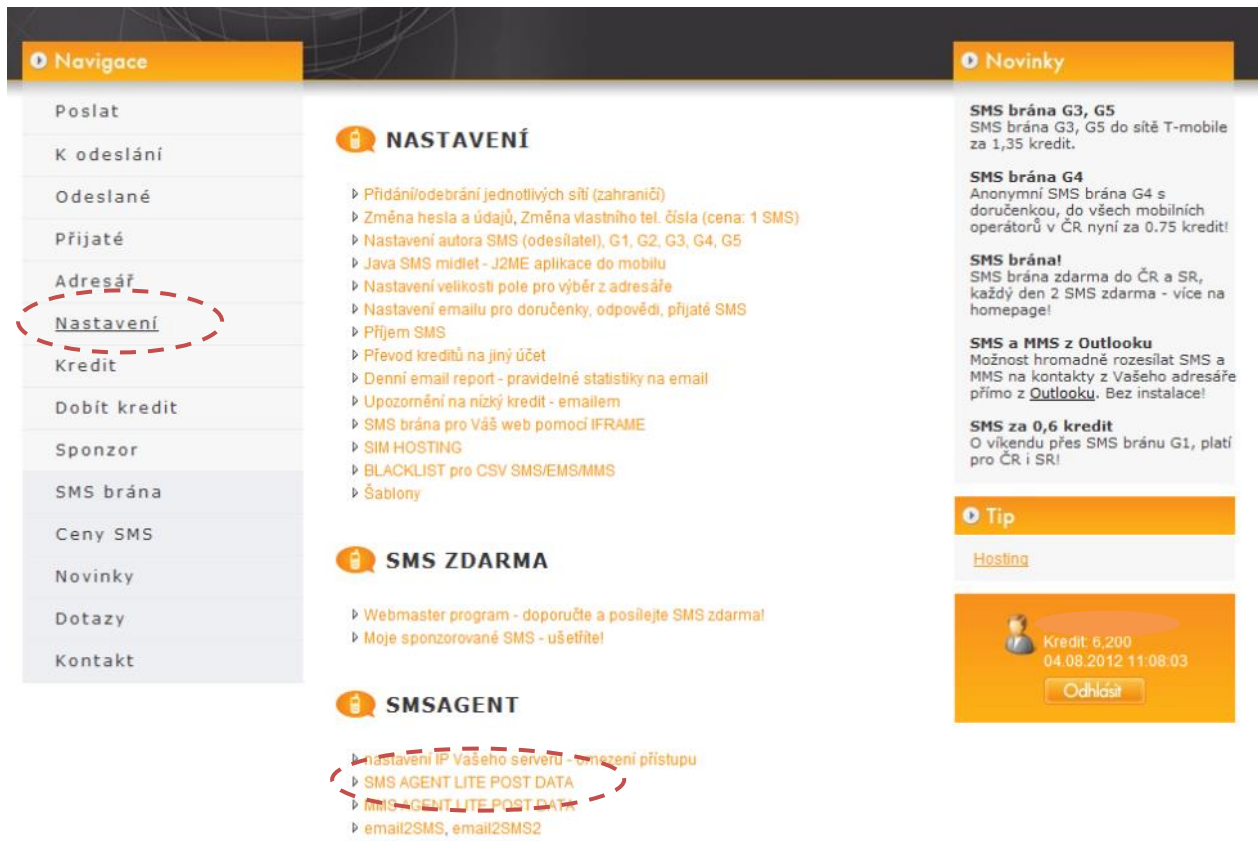 Navigace
Poslat
K odeslání
Odeslané
Přijaté
Adresář
Nastavení
Kredit
Dobít kredit
Sponzor
SMS brána
Ceny SMS
Novinky
Dotazy
Kontakt
NASTAVENÍ
Přidání/odebrání jednotlivých sítí (zahraničí)
Změna hesla a údajů, Změna vlastního tel. čísla (cena: 1 SMS)
Nastavení autora SMS (odesílatel), G1, G2, G3, G4, G5
Java SMS midlet - J2ME aplikace do mobilu
Nastavení velikosti pole pro výběr z adresáře
Nastavení emailu pro doručenky, odpovědi, přijaté SMS
Příjem SMS
Převod kreditů na jiný účet
Denní email report - pravidelné statistiky na email
Upozornění na nízký kredit - emailem
SMS brána pro Váš web pomocí IFRAME
SIM HOSTING
BLACKLIST pro CSV SMS/EMS/MMS
Šablony
SMS ZDARMA
Webmaster program - doporučte a posílejte SMS zdarma!
Moje sponzorované SMS - ušetříte!
SMSAGENT
nastavení IP Vašeho serveru - omezení přístupu
SMS AGENT LITE POST DATA
MMS AGENT LITE POST DATA
email2SMS, email2SMS2
Novinky
SMS brána G3, G5
SMS brána G3, G5 do sítě T-mobile
za 1,35 kredit.
SMS brána G4
Anonymní SMS brána G4 s
doručenkou, do všech mobilních
operátorů v ČR nyní za 0.75 kredit!
SMS brána!
SMS brána zdarma do ČR a SR,
každý den 2 SMS zdarma - více na
homepage!
SMS a MMS z Outlooku
Možnost hromadně rozesílat SMS a
MMS na kontakty z Vašeho adresáře
přímo z Outlooku. Bez instalace!
SMS za 0,6 kredit
O víkendu přes SMS bránu G1, platí
pro ČR i SR!
Tip
Hosting
Kredit: 6,200
04.08.2012 11:08:03
Odhlásit